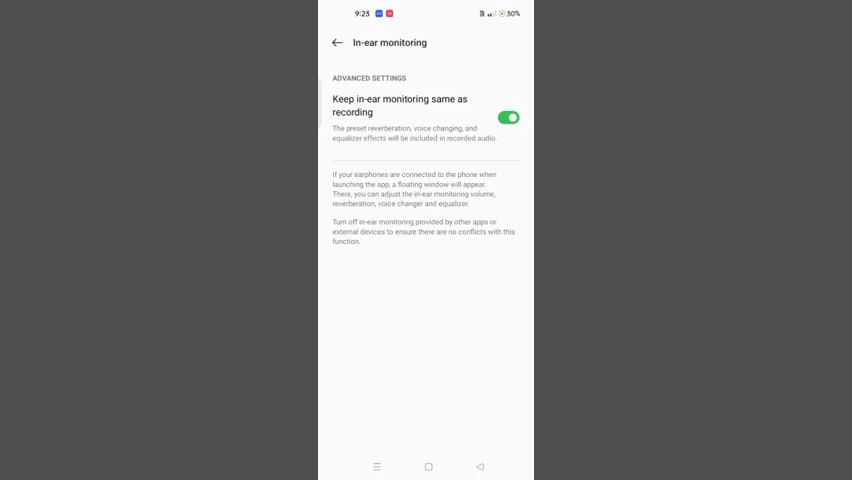 9:23
30%
In-ear monitoring
ADVANCED SETTINGS
Keep in-ear monitoring same as
recording
The preset reverberation, voice changing, and
equalizer effects will be included in recorded audio.
If your earphones are connected to the phone when
launching the app, a floating window will appear.
There, you can adjust the in-ear monitoring volume,
reverberation, voice changer and equalizer.
Turn off in-ear monitoring provided by other apps or
external devices to ensure there are no conflicts with this
function.